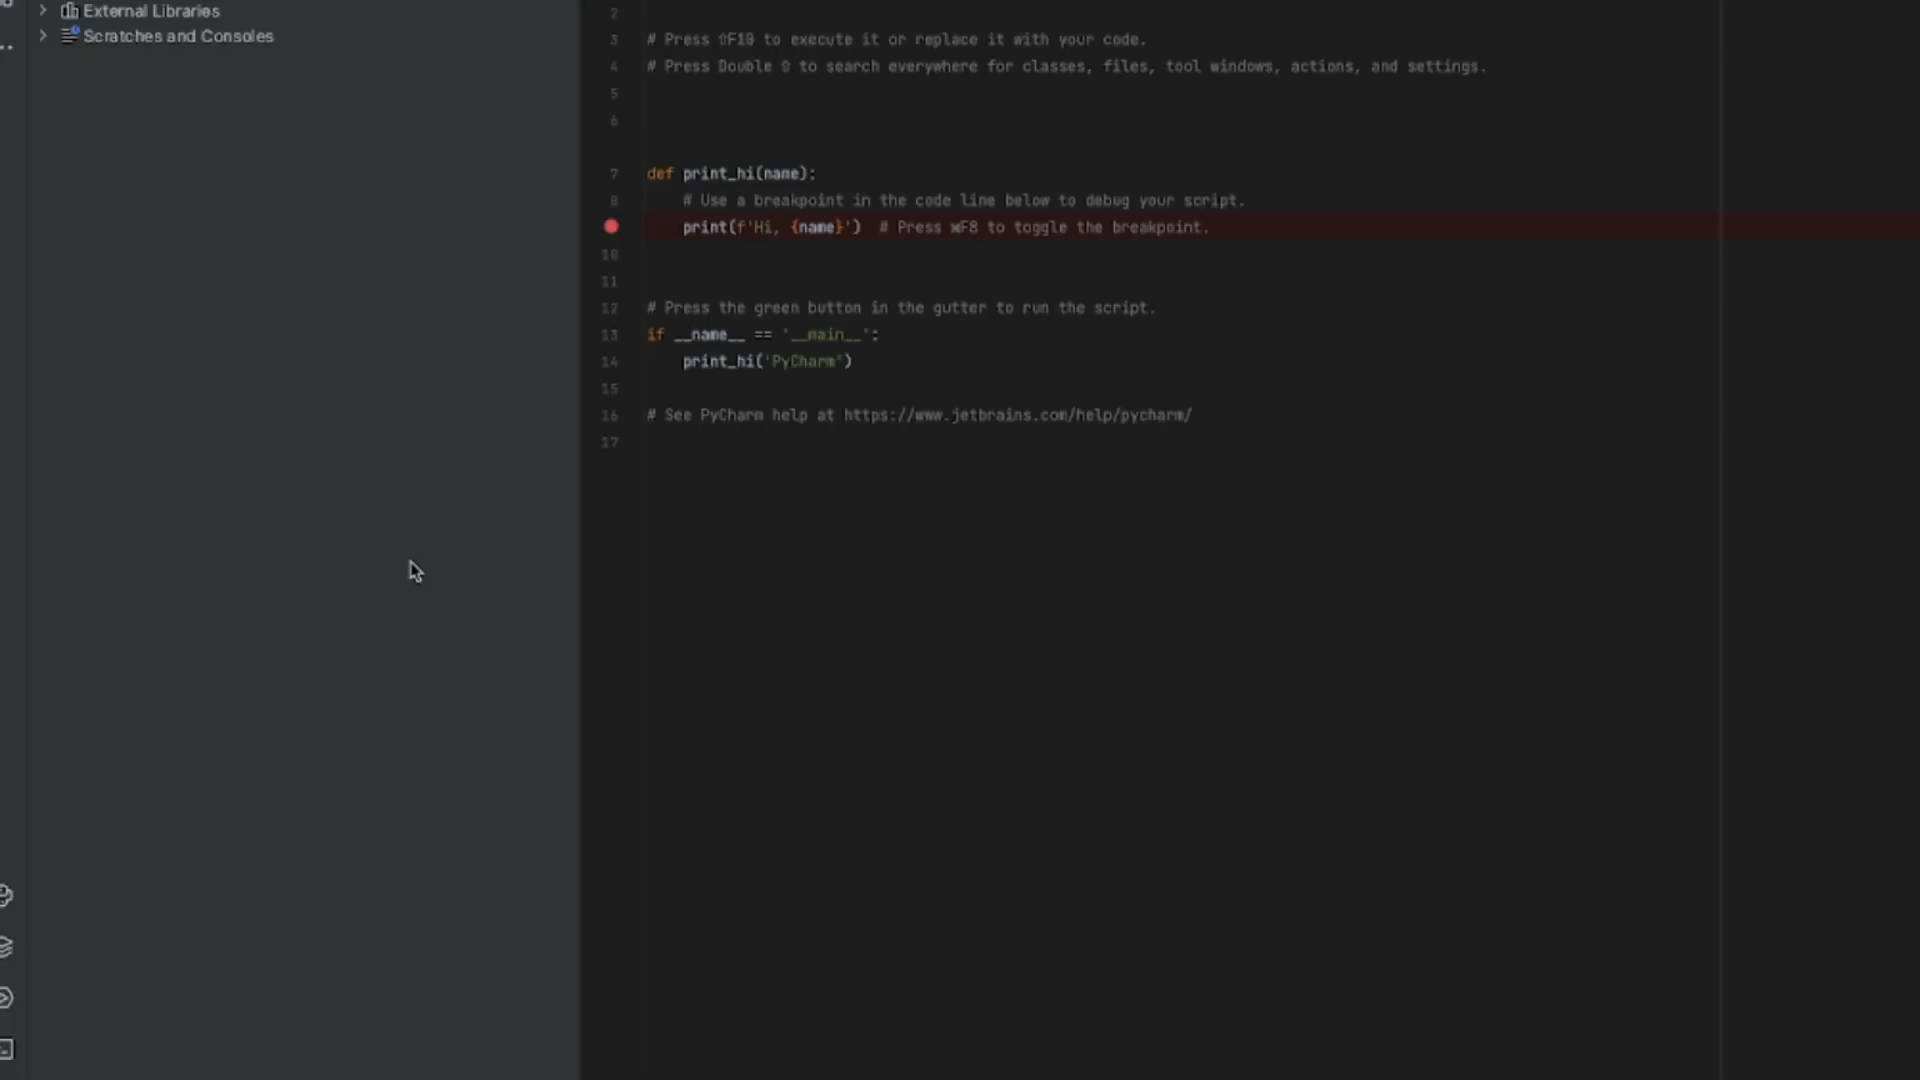 External Libraries
Scratches and Consoles
2
3 # Press ⇧F10 to execute it or replace it with your code.
4 # Press Double ⇧ to search everywhere for classes, files, tool windows, actions, and settings.
5
6
7 def print_hi(name):
8 # Use a breakpoint in the code line below to debug your script.
print(f'Hi, {name}') # Press ⌘F8 to toggle the breakpoint.
10
11
12 # Press the green button in the gutter to run the script.
13 if __name__ == '__main__':
14 print_hi('PyCharm')
15
16 # See PyCharm help at https://www.jetbrains.com/help/pycharm/
17